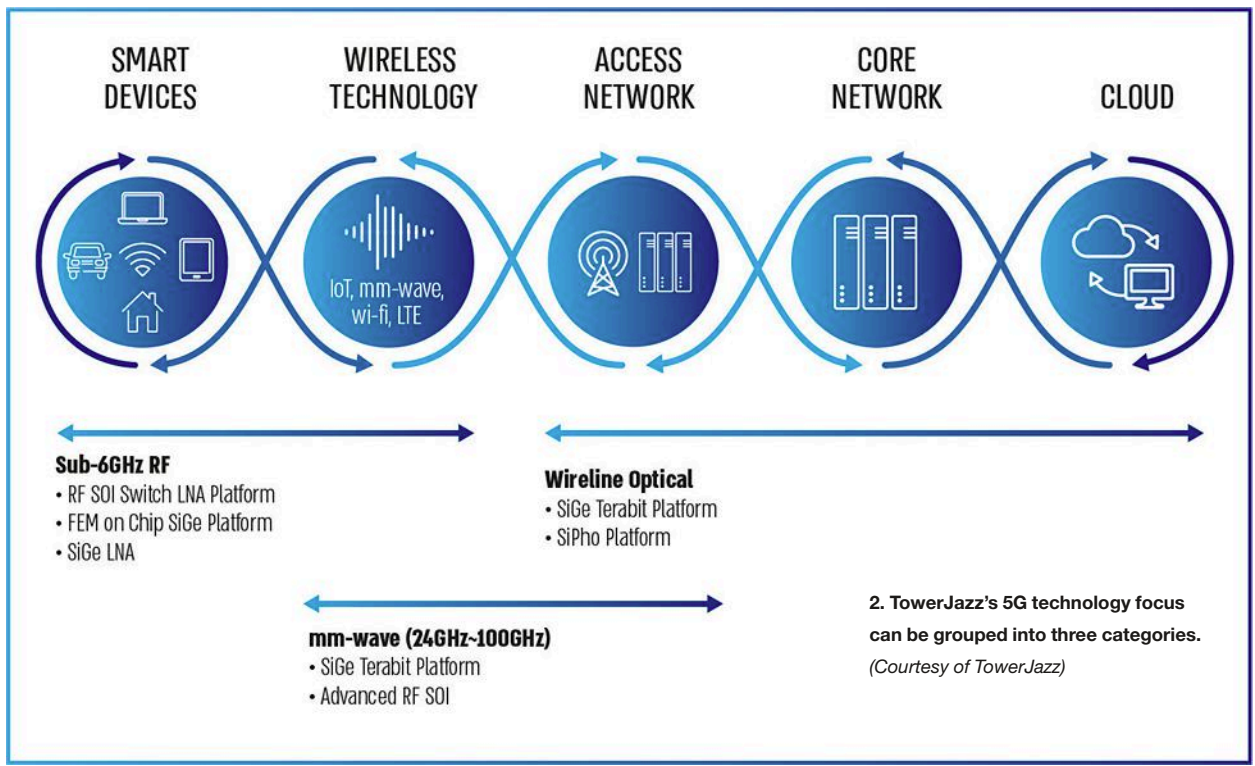 SMART
DEVICES
WIRELESS
TECHNOLOGY
ACCESS
NETWORK
CORE
NETWORK
CLOUD
IoT, mm-wave,
wi-fi, LTE
Sub-6GHz RF
• RF SOI Switch LNA Platform
• FEM on Chip SiGe Platform
• SiGe LNA
Wireline Optical
• SiGe Terabit Platform
• SiPho Platform
mm-wave (24GHz~100GHz)
• SiGe Terabit Platform
• Advanced RF SOI
2. TowerJazz’s 5G technology focus
can be grouped into three categories.
(Courtesy of TowerJazz)